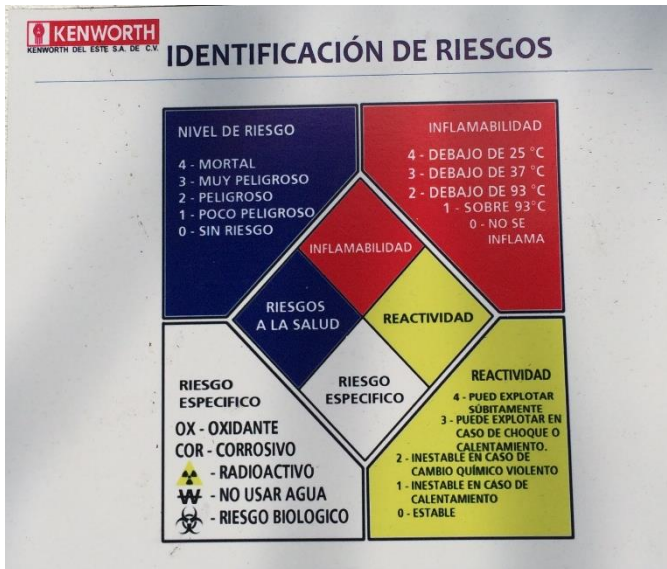 KENWORTH
KENWORTH DEL ESTE S.A. DE C.V.
IDENTIFICACIÓN DE RIESGOS
NIVEL DE RIESGO
4 - MORTAL
3 - MUY PELIGROSO
2 - PELIGROSO
1 - POCO PELIGROSO
0 - SIN RIESGO
INFLAMABILIDAD
4 - DEBAJO DE 25 °C
3 - DEBAJO DE 37 °C
2 - DEBAJO DE 93 °C
1 - SOBRE 93°C
0 - NO SE
INFLAMA
INFLAMABILIDAD
RIESGOS
A LA SALUD
REACTIVIDAD
RIESGO
ESPECIFICO
RIESGO
ESPECIFICO
OX - OXIDANTE
COR - CORROSIVO
- RADIOACTIVO
W - NO USAR AGUA
- RIESGO BIOLOGICO
REACTIVIDAD
4 - PUED EXPLOTAR
SÚBITAMENTE
3 - PUEDE EXPLOTAR EN
CASO DE CHOQUE O
CALENTAMIENTO.
2 - INESTABLE EN CASO DE
CAMBIO QUÍMICO VIOLENTO
1 - INESTABLE EN CASO DE
CALENTAMIENTO
0 - ESTABLE